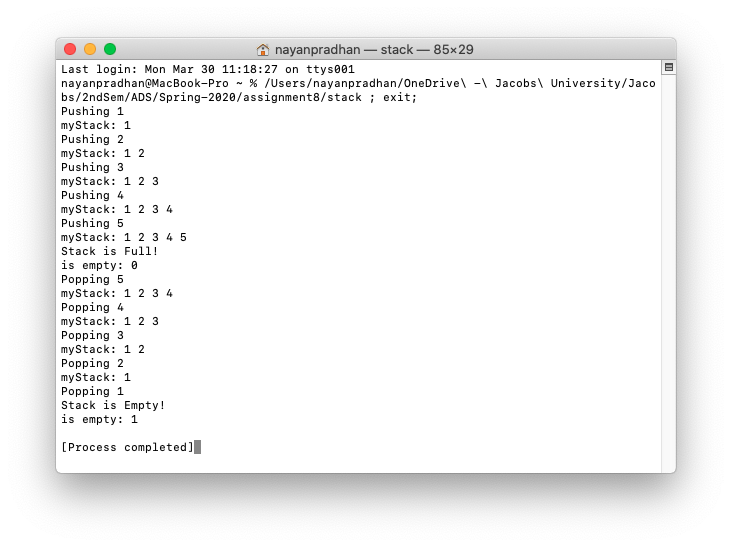 nayanpradhan — stack — 85×29
Last login: Mon Mar 30 11:18:27 on ttys001
nayanpradhan@MacBook-Pro ~ % /Users/nayanpradhan/OneDrive\ -\ Jacobs\ University/Jaco
bs/2ndSem/ADS/Spring-2020/assignment8/stack ; exit;
Pushing 1
myStack: 1
Pushing 2
myStack: 1 2
Pushing 3
myStack: 1 2 3
Pushing 4
myStack: 1 2 3 4
Pushing 5
myStack: 1 2 3 4 5
Stack is Full!
is empty: 0
Popping 5
myStack: 1 2 3 4
Popping 4
myStack: 1 2 3
Popping 3
myStack: 1 2
Popping 2
myStack: 1
Popping 1
Stack is Empty!
is empty: 1
[Process completed]